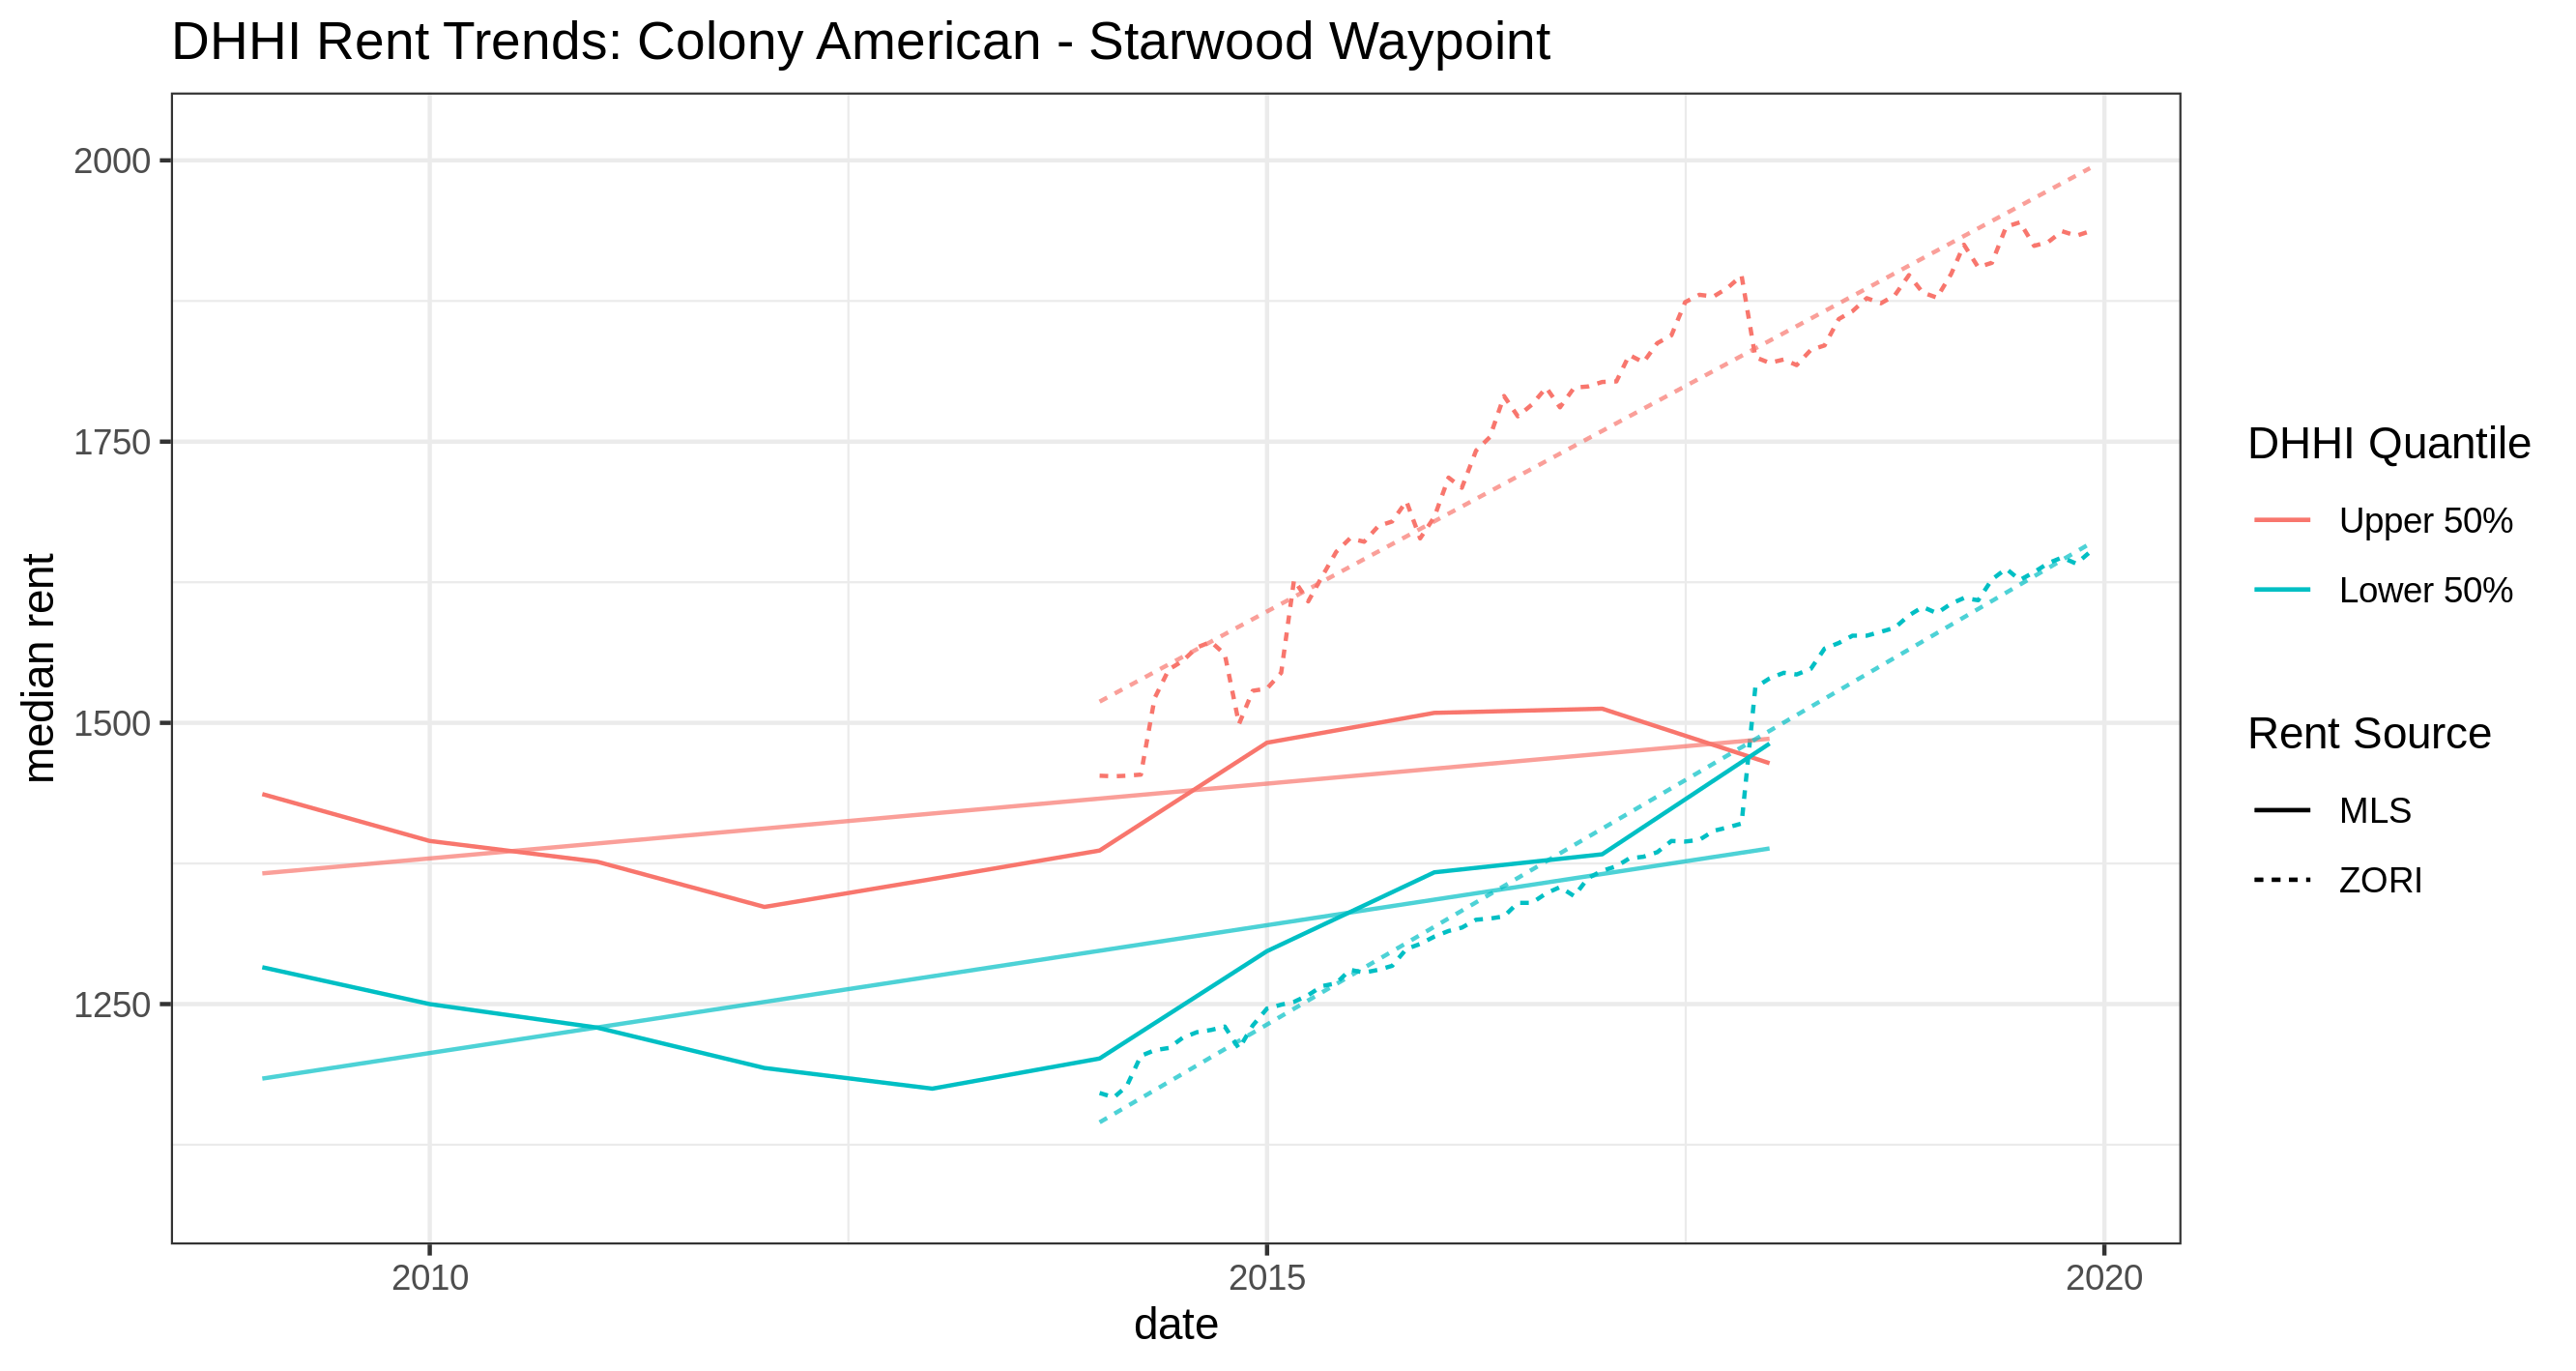 DHHI Rent Trends: Colony American - Starwood Waypoint
median rent
2000
1750
1500
1250
2010
2015
2020
date
DHHI Quantile
Upper 50%
Lower 50%
Rent Source
MLS
ZORI